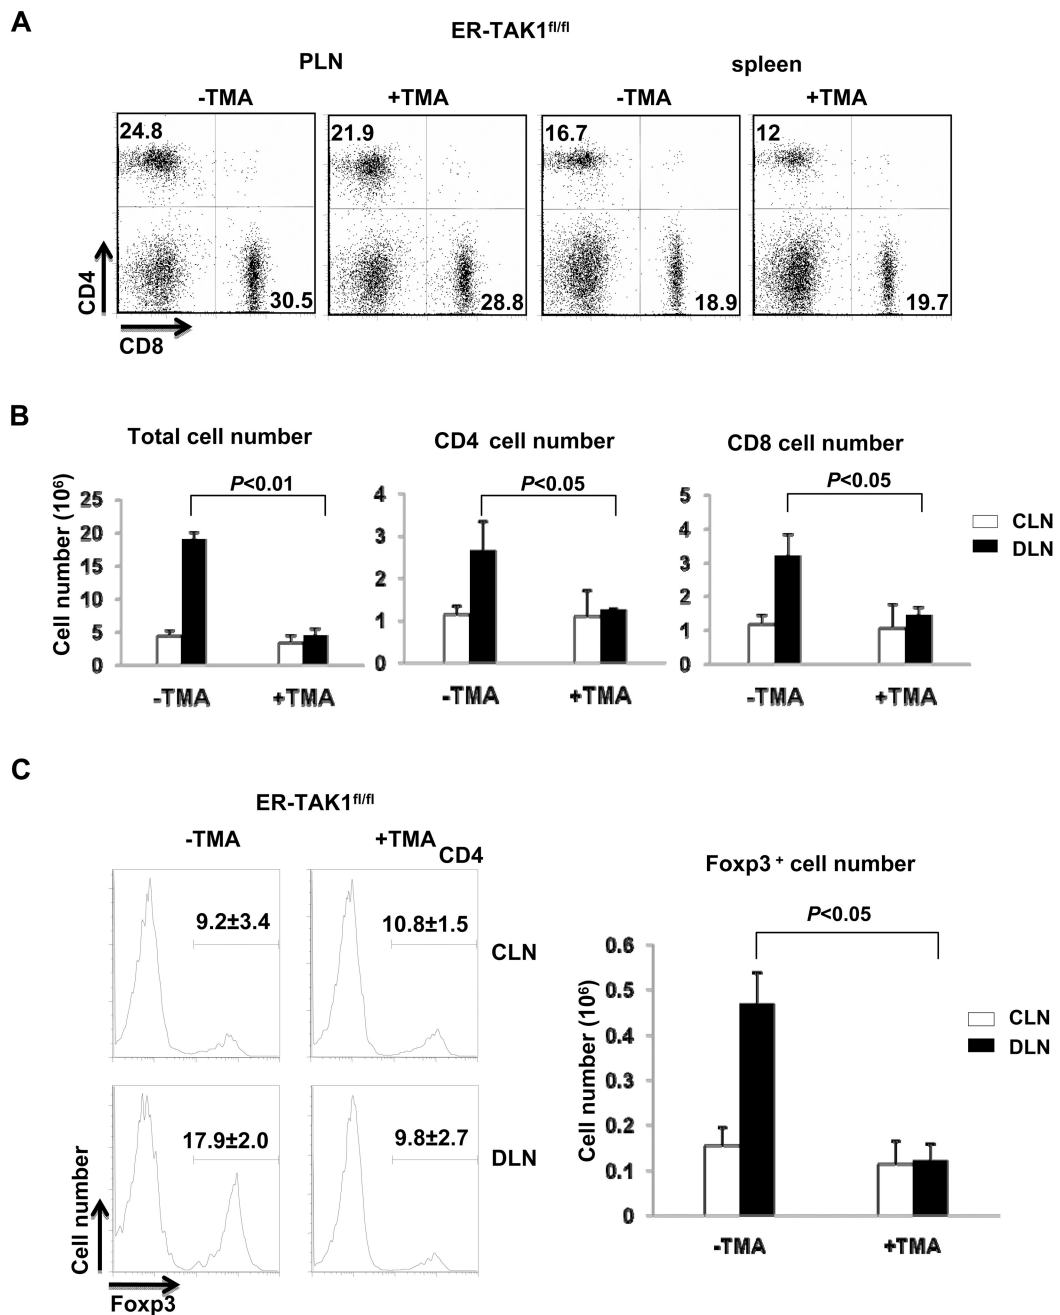 A
ER-TAK1fl/fl
PLN
spleen
-TMA
+TMA
-TMA
+TMA
24.8
21.9
16.7
12
30.5
28.8
18.9
19.7
CD4
CD8
B
Total cell number
CD4 cell number
CD8 cell number
P<0.01
P<0.05
P<0.05
Cell number (10⁶)
25
20
15
10
5
0
4
3
2
1
0
5
4
3
2
1
0
CLN
DLN
-TMA
+TMA
-TMA
+TMA
-TMA
+TMA
C
ER-TAK1fl/fl
-TMA
+TMA
CD4
9.2±3.4
10.8±1.5
CLN
17.9±2.0
9.8±2.7
DLN
Cell number
Foxp3
Foxp3 ⁺ cell number
P<0.05
Cell number (10⁶)
0.6
0.5
0.4
0.3
0.2
0.1
0
CLN
DLN
-TMA
+TMA